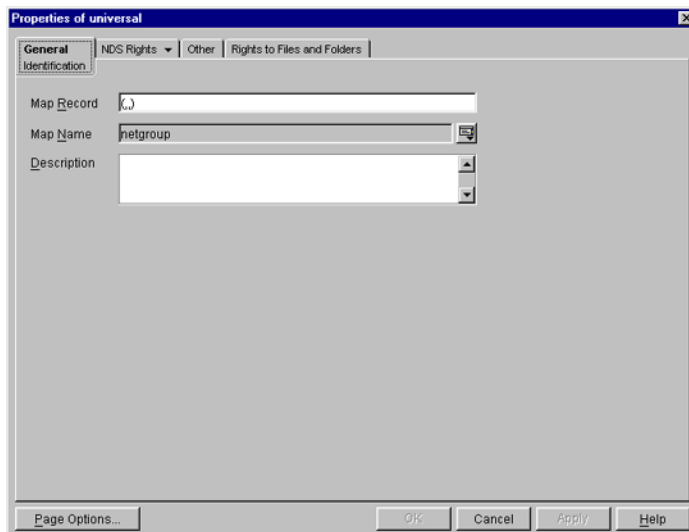 Properties of universal
General
NDS Rights
Other
Rights to Files and Folders
Identification
Map Record
(,,)
Map Name
netgroup
Description
Page Options...
OK
Cancel
Apply
Help